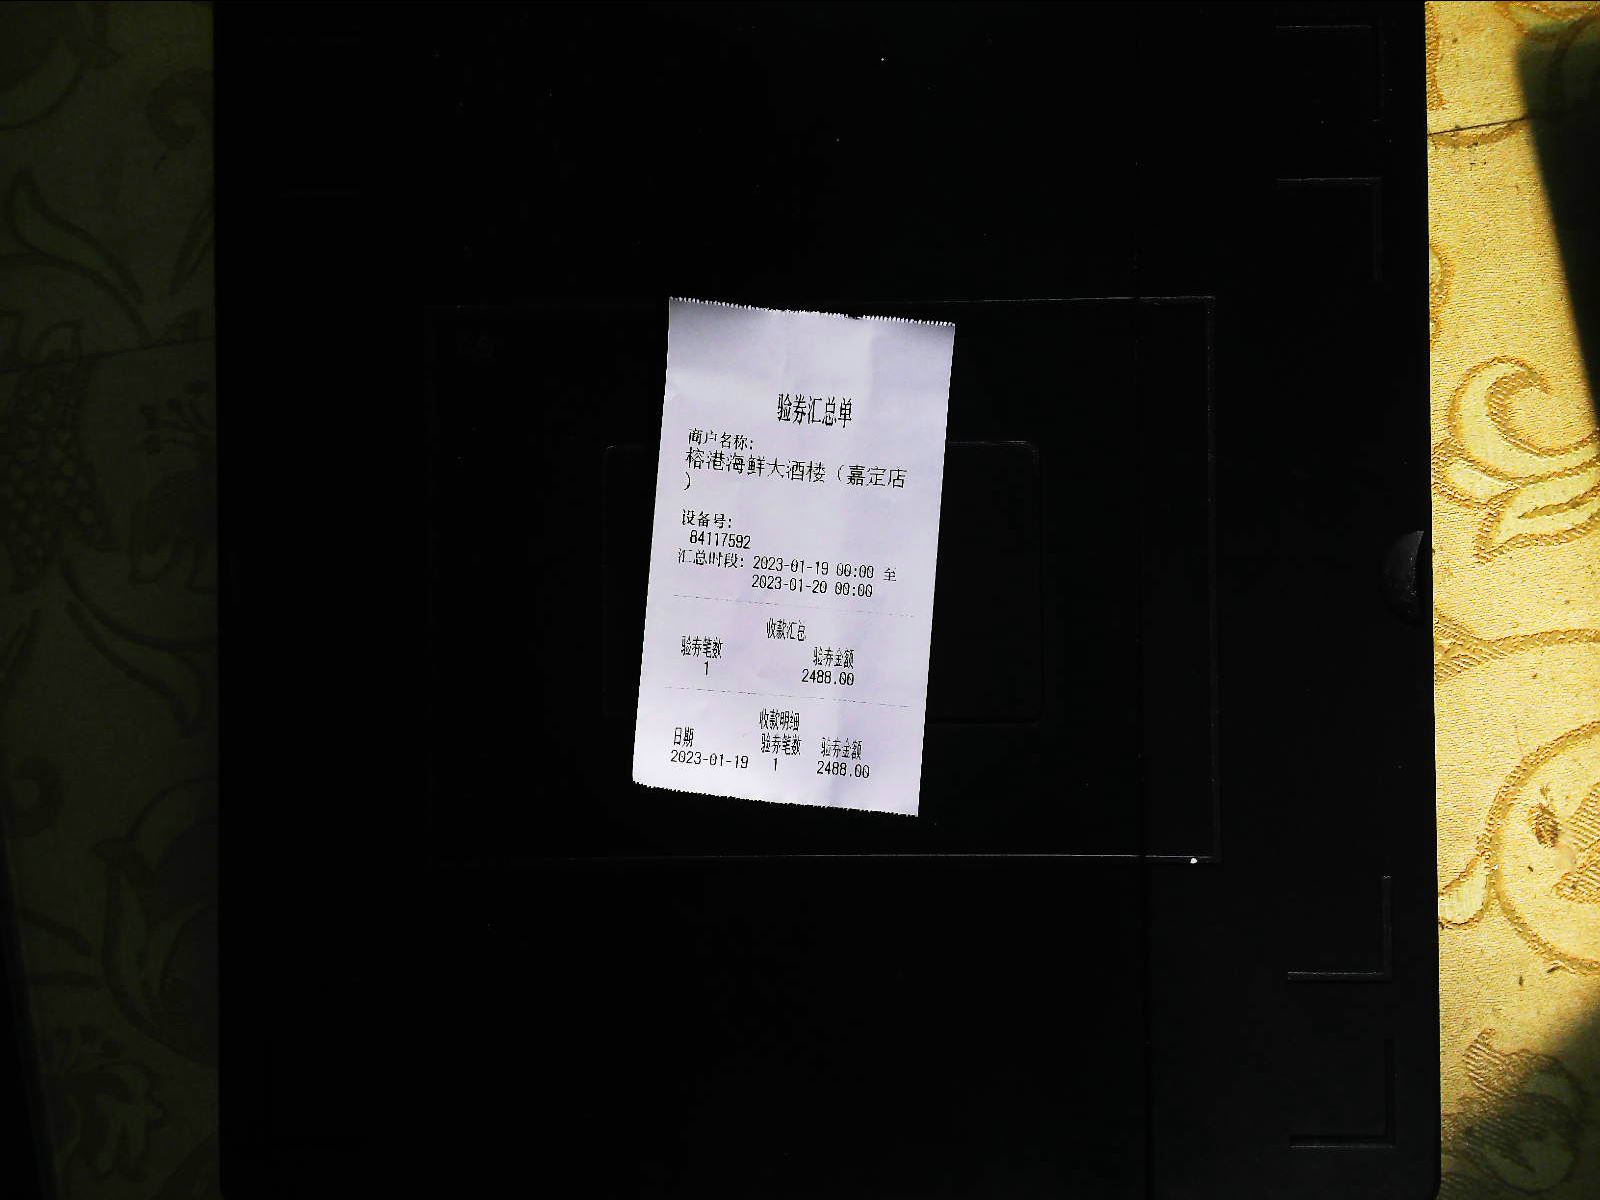 验券汇总单
商户名称:
榕港海鲜大酒楼（嘉定店
）
设备号:
84117592
汇总时段: 2023-01-19 00:00 至
2023-01-20 00:00
收款汇总
验券笔数 验券金额
1 2488.00
收款明细
日期 验券笔数 验券金额
2023-01-19 1 2488.00